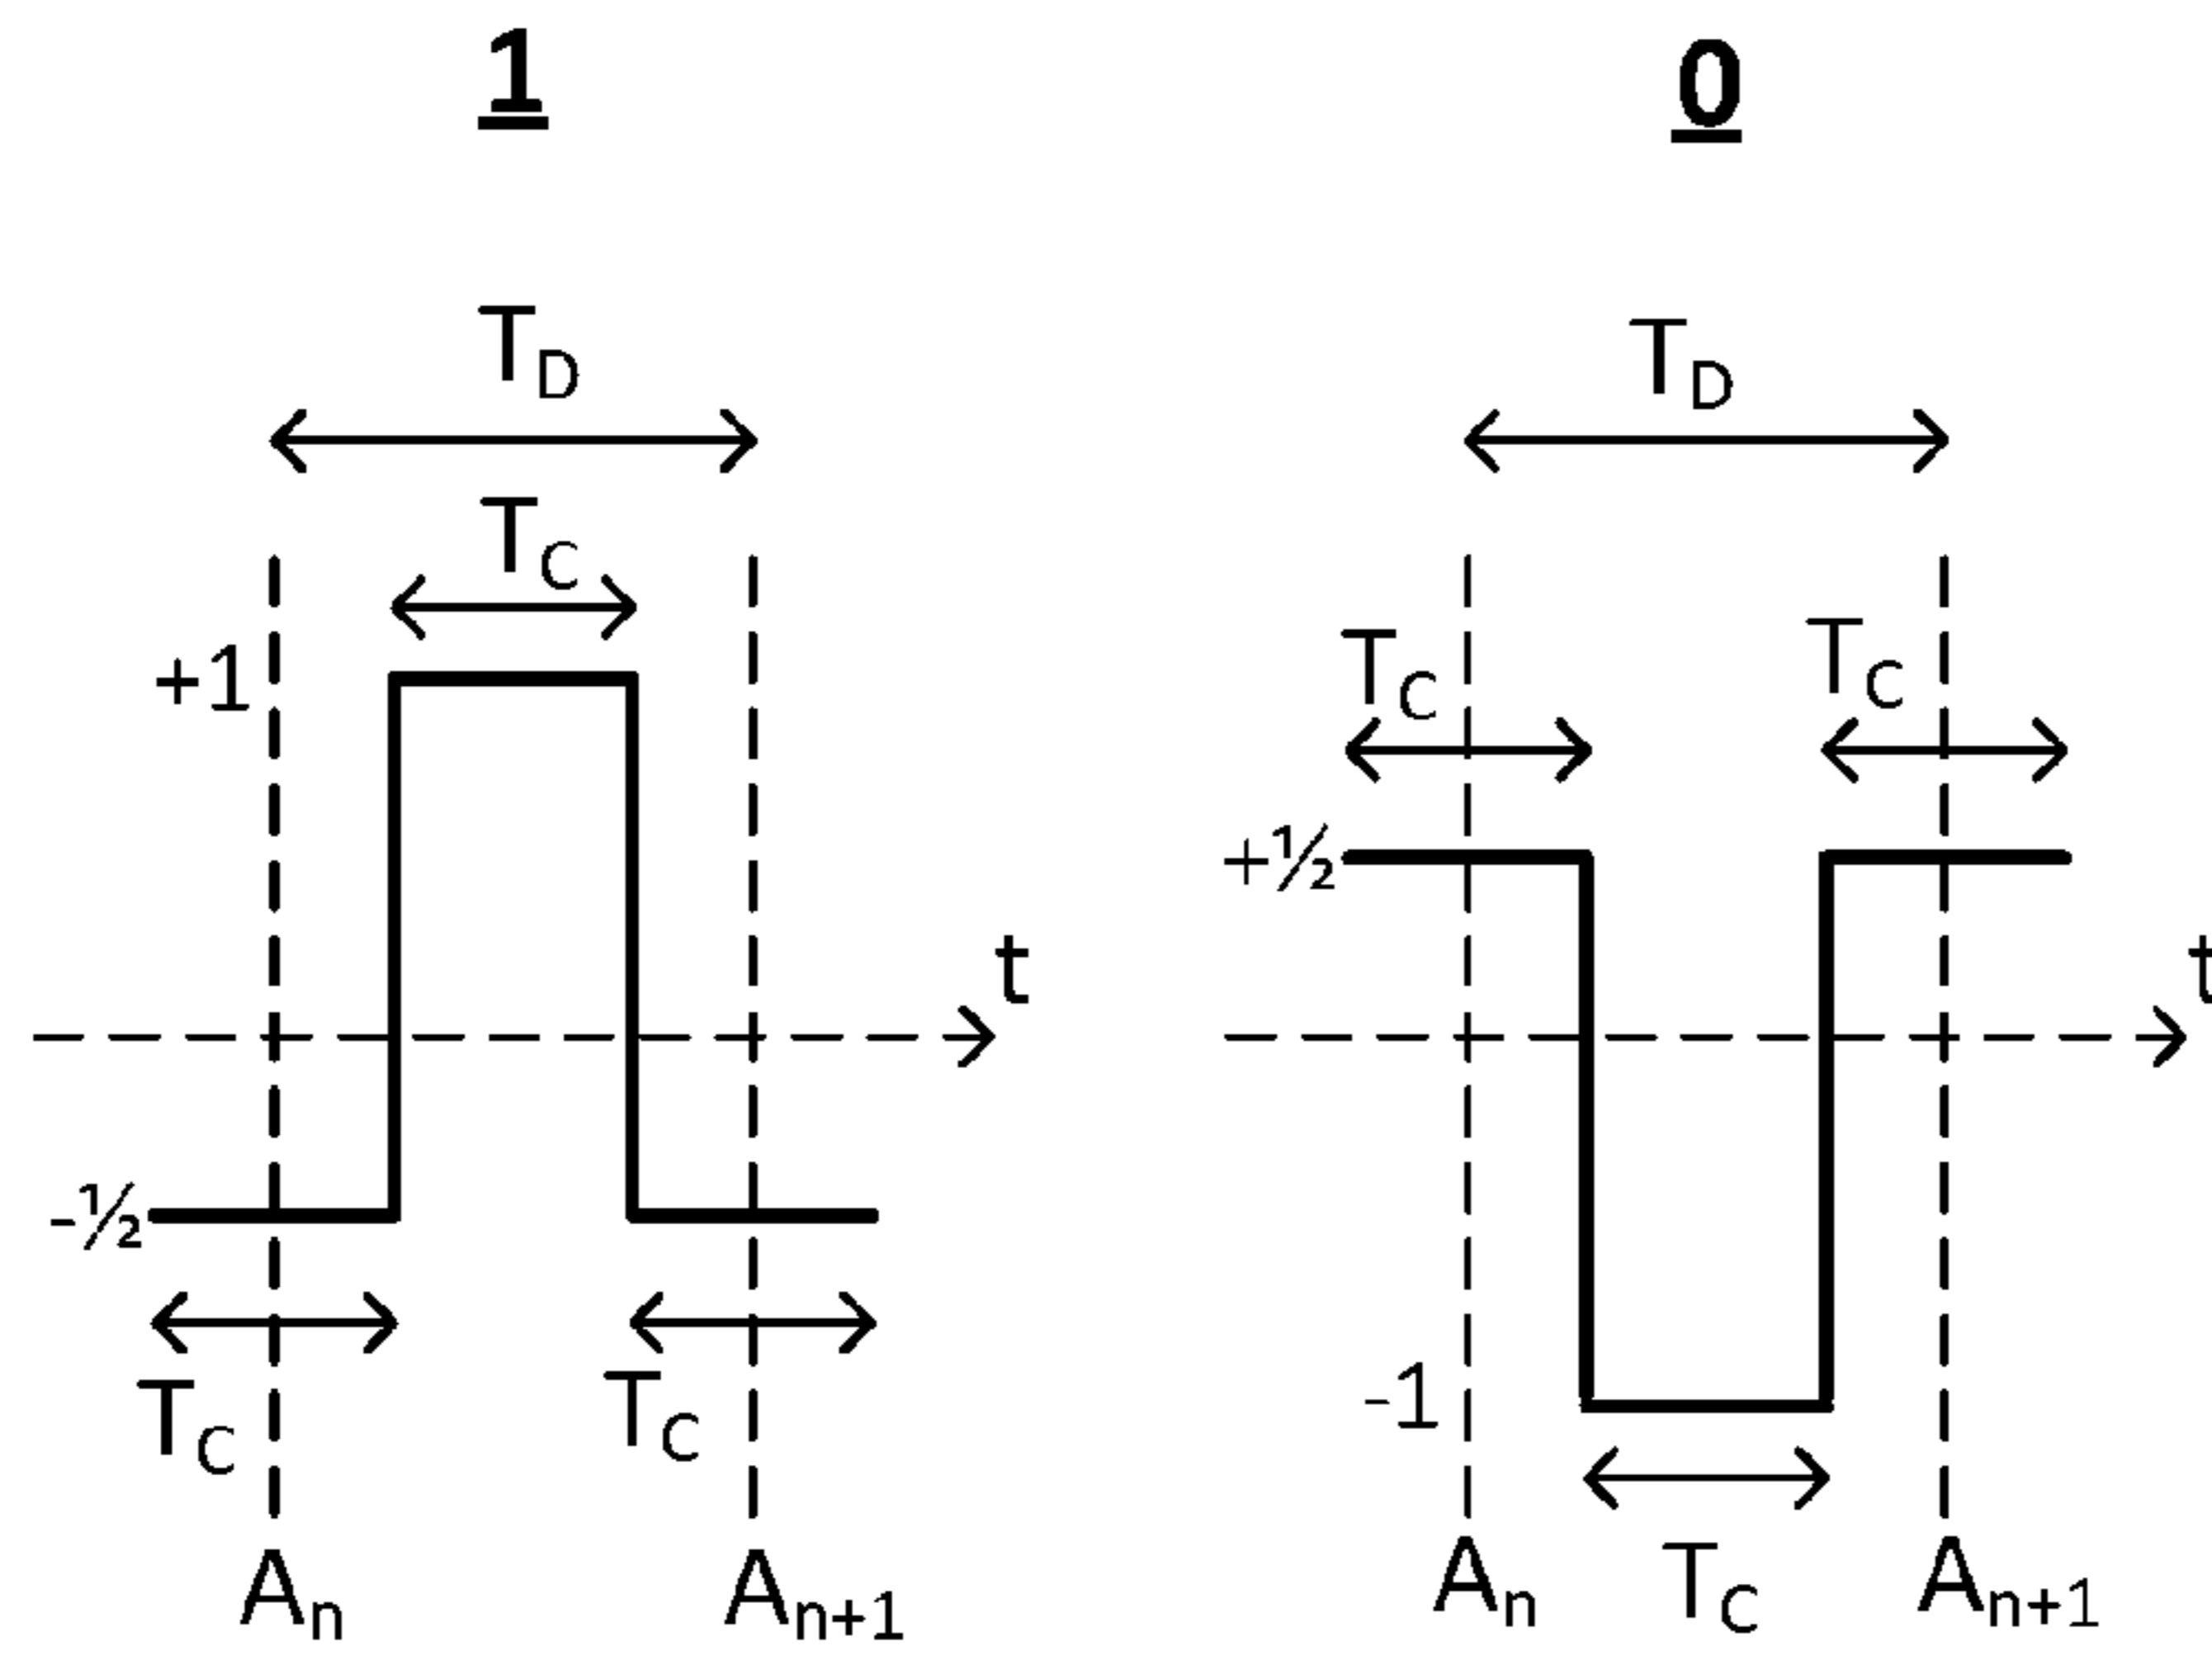 1 0
T_D T_D
T_C
T_C T_C
+1
+½
t t
-½
-1
T_C T_C
T_C
A_n A_n+1 A_n A_n+1